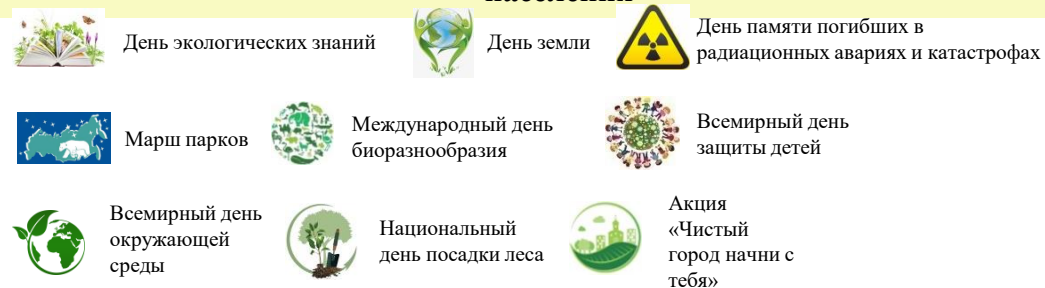 День экологических знаний
День земли
День памяти погибших в
радиационных авариях и катастрофах
Марш парков
Международный день
биоразнообразия
Всемирный день
защиты детей
Всемирный день
окружающей
среды
Национальный
день посадки леса
Акция
«Чистый
город начни с
тебя»